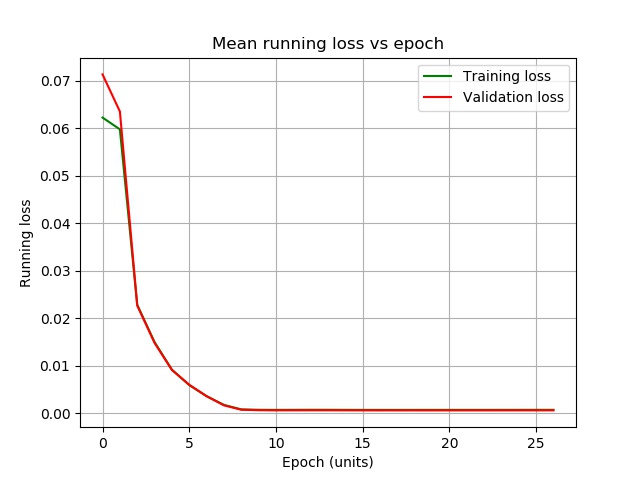 Mean running loss vs epoch
Training loss
Validation loss
0.07
0.06
0.05
0.04
0.03
0.02
0.01
0.00
Running loss
0 5 10 15 20 25
Epoch (units)